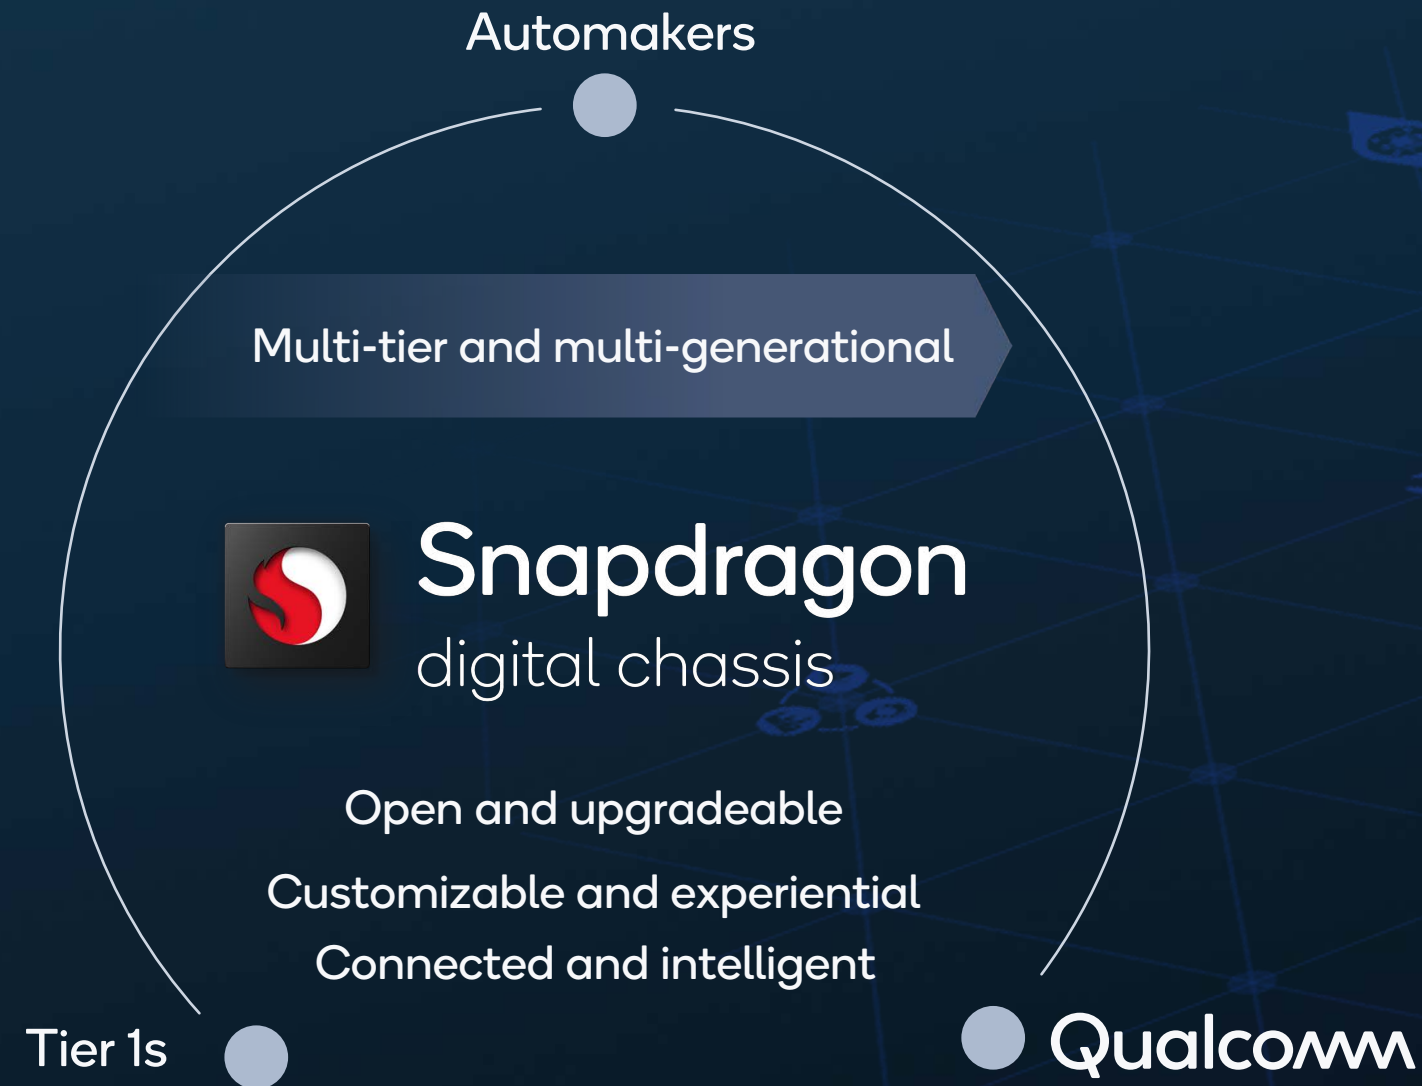 Automakers
Multi-tier and multi-generational
Snapdragon
digital chassis
Open and upgradeable
Customizable and experiential
Connected and intelligent
Tier 1s
Qualcomm